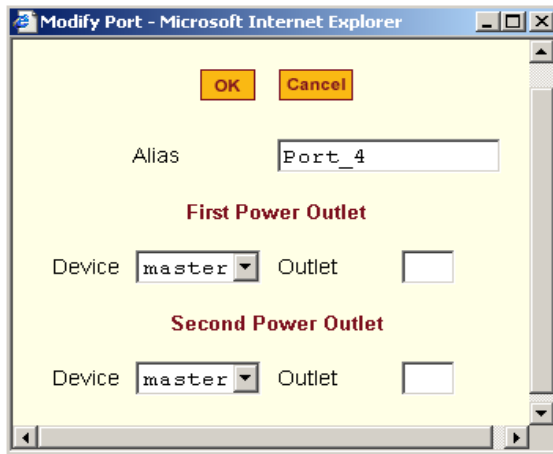 Modify Port - Microsoft Internet Explorer
OK Cancel
Alias Port_4
First Power Outlet
Device master Outlet
Second Power Outlet
Device master Outlet